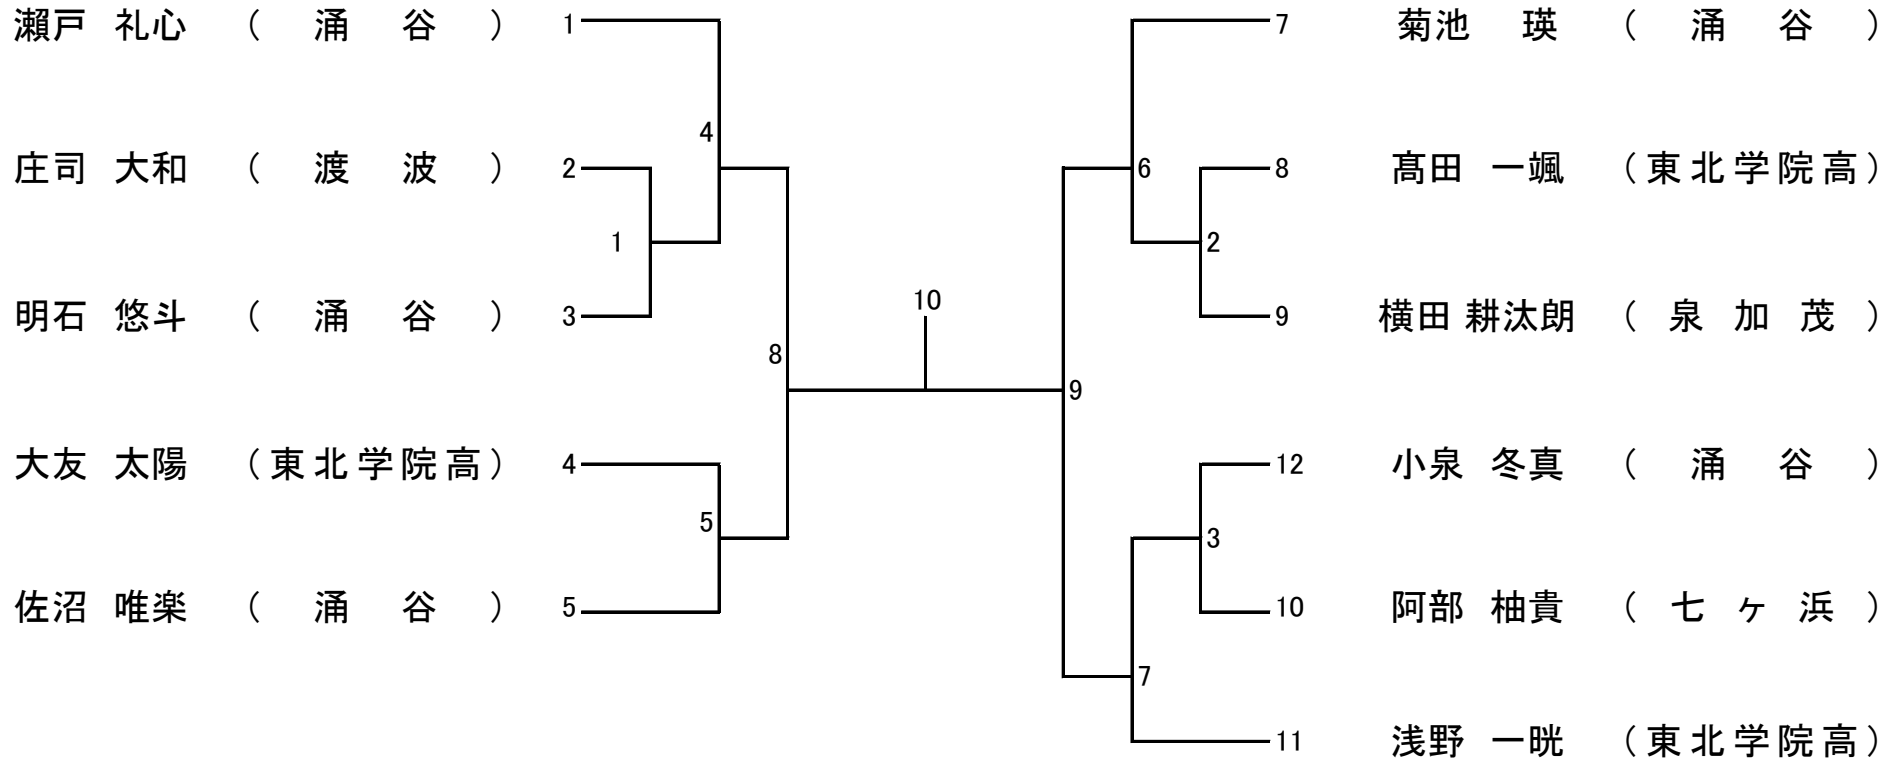 瀬戸 礼心 （ 涌 谷 ） 1
7 菊池 瑛 （ 涌 谷 ）
4
庄司 大和 （ 渡 波 ） 2
6
8 髙田 一颯 （東北学院高）
1
2
明石 悠斗 （ 涌 谷 ） 3
10
9 横田 耕汰朗 （ 泉 加 茂 ）
8
9
大友 太陽 （東北学院高） 4
12 小泉 冬真 （ 涌 谷 ）
5
3
佐沼 唯楽 （ 涌 谷 ） 5
10 阿部 柚貴 （ 七 ヶ 浜 ）
7
11 浅野 一晄 （東北学院高）